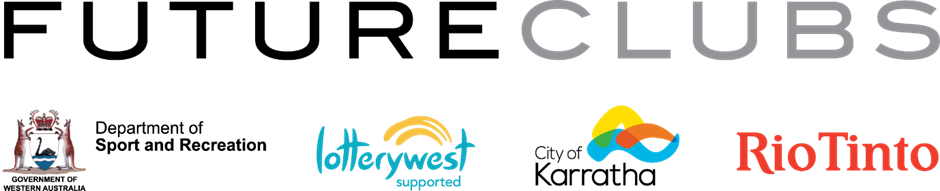 FUTURECLUBS
Department of
Sport and Recreation
GOVERNMENT OF
WESTERN AUSTRALIA
lotterywest
supported
City of
Karratha
RioTinto